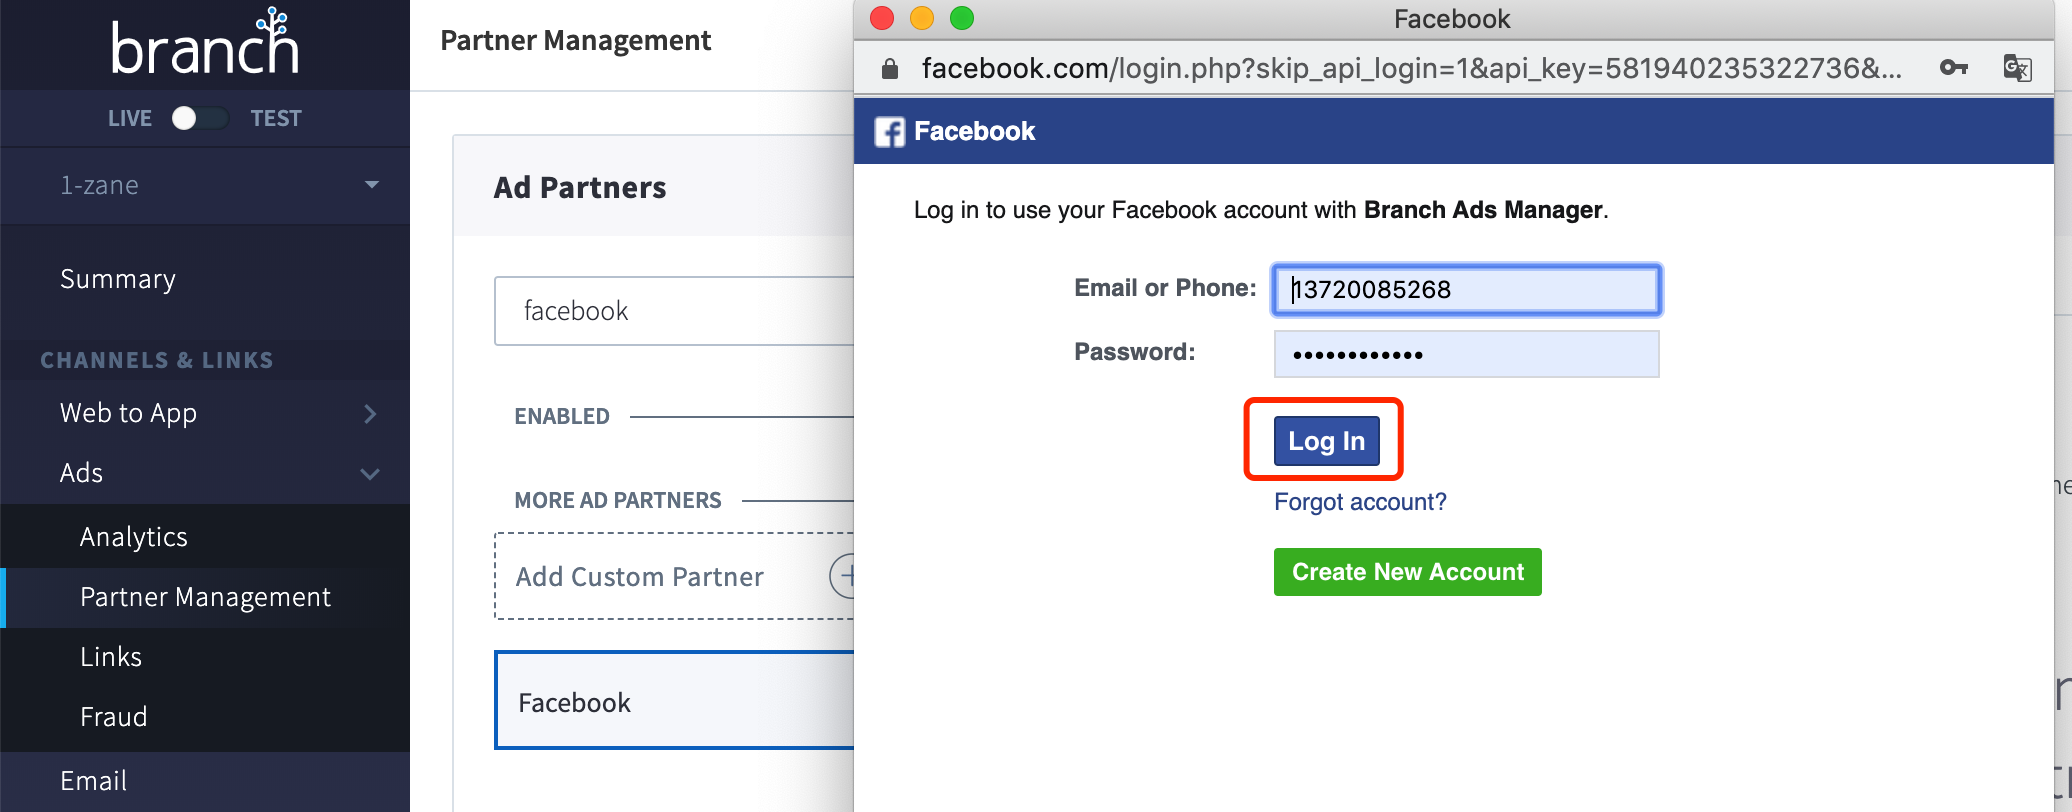 branch
LIVE TEST
1-zane
Summary
CHANNELS & LINKS
Web to App
Ads
Analytics
Partner Management
Links
Fraud
Email
Partner Management
Ad Partners
facebook
ENABLED
MORE AD PARTNERS
Add Custom Partner
Facebook
Facebook
facebook.com/login.php?skip_api_login=1&api_key=581940235322736&...
Facebook
Log in to use your Facebook account with Branch Ads Manager.
Email or Phone: 13720085268
Password: ••••••••••••
Log In
Forgot account?
Create New Account